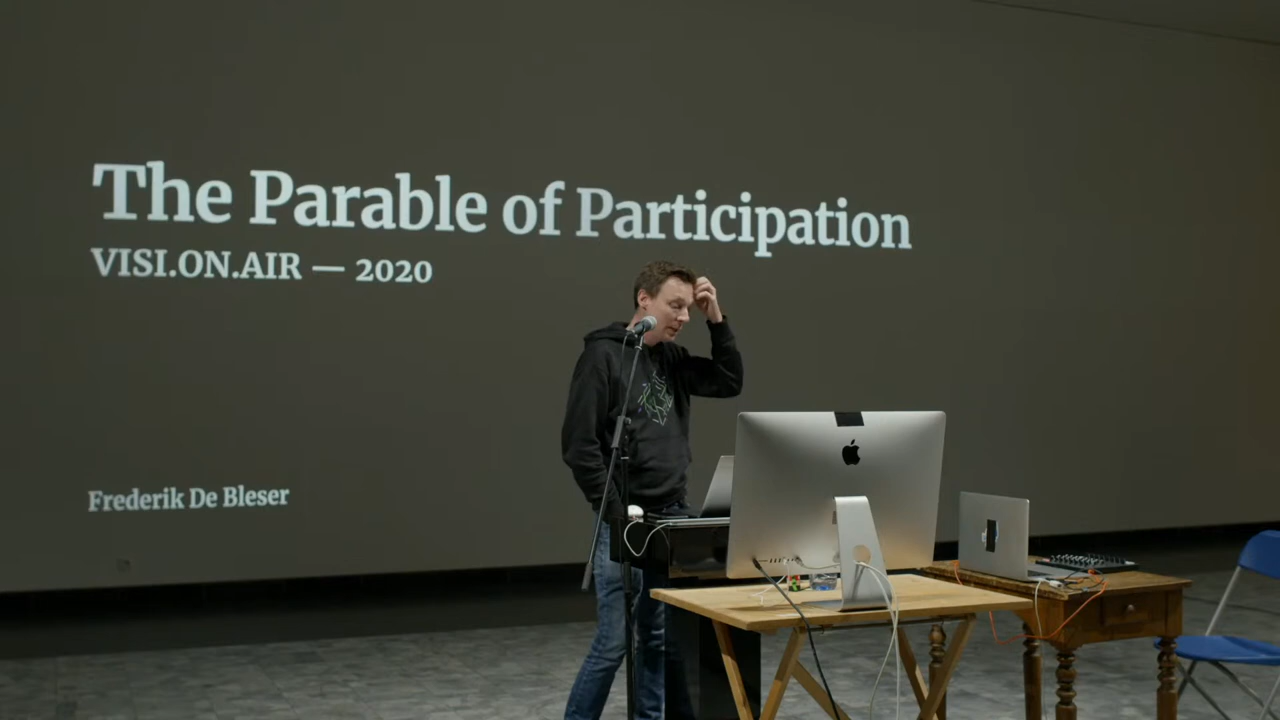 The Parable of Participation
VISI.ON.AIR — 2020
Frederik De Bleser